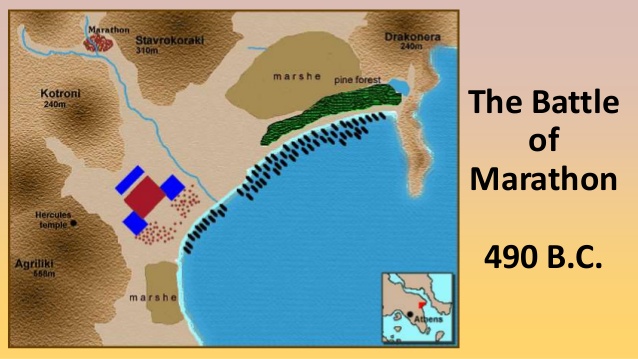 Marathon
Stavrokoraki
310m
Drakonera
240m
marshe
pine forest
Kotroni
240m
Hercules
temple
Agriliki
668m
marshe
Athens
The Battle
of
Marathon
490 B.C.